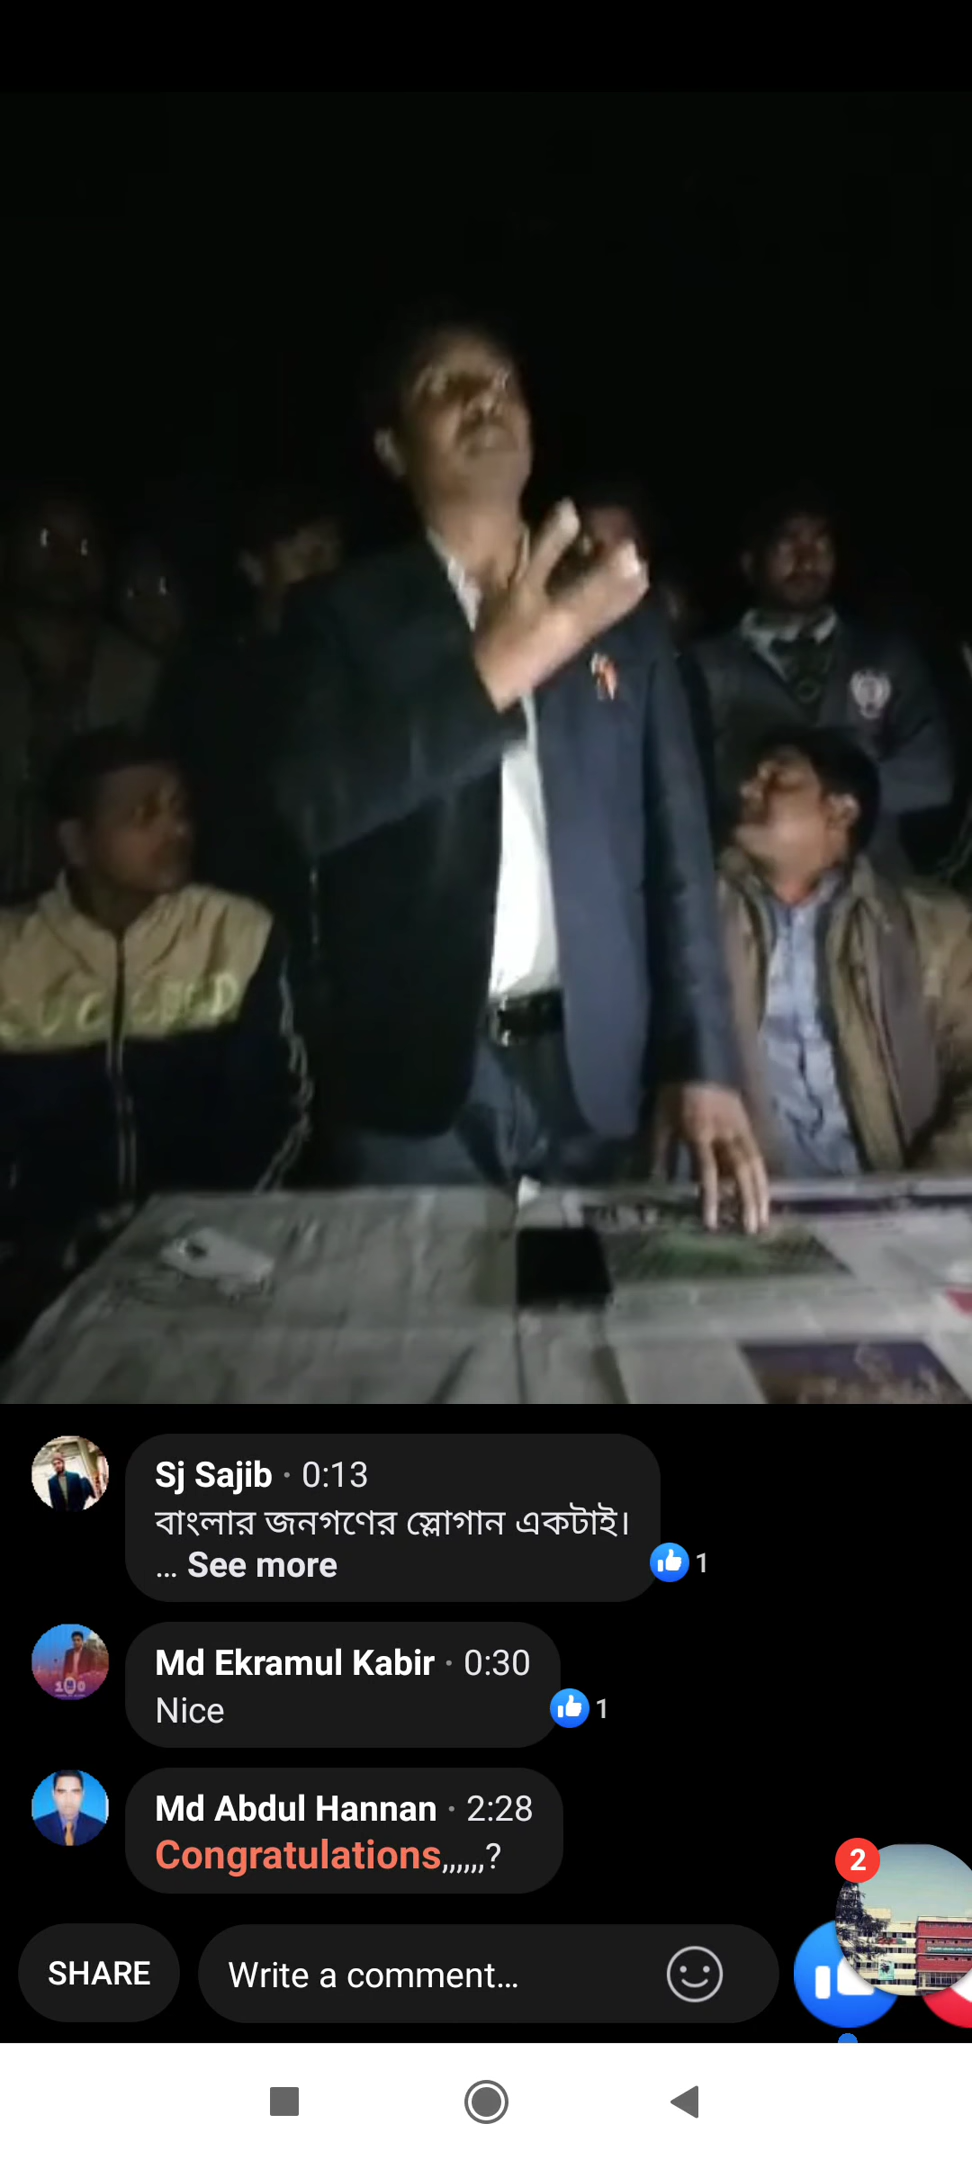 Sj Sajib · 0:13
বাংলার জনগণের স্লোগান একটাই।
... See more
1
Md Ekramul Kabir · 0:30
Nice
1
Md Abdul Hannan · 2:28
Congratulations,,,,,,?
2
SHARE
Write a comment...